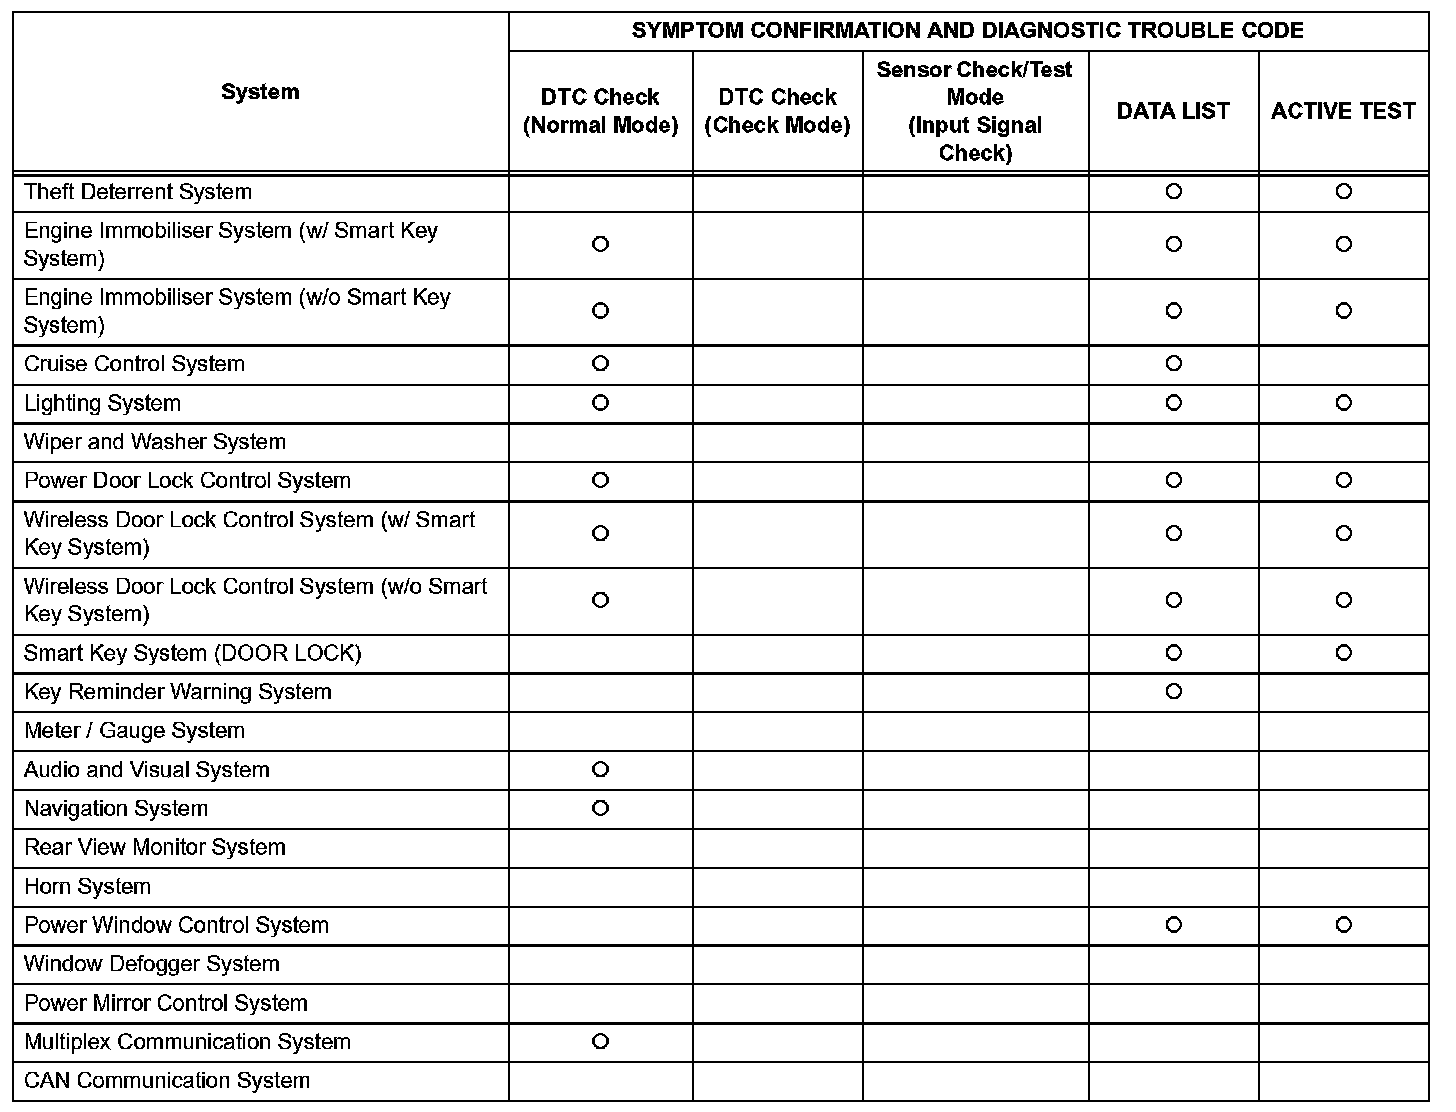 SYMPTOM CONFIRMATION AND DIAGNOSTIC TROUBLE CODE
System
DTC Check
(Normal Mode)
DTC Check
(Check Mode)
Sensor Check/Test
Mode
(Input Signal
Check)
DATA LIST
ACTIVE TEST
Theft Deterrent System ○ ○
Engine Immobiliser System (w/ Smart Key
System) ○ ○ ○
Engine Immobiliser System (w/o Smart Key
System) ○ ○ ○
Cruise Control System ○ ○
Lighting System ○ ○ ○
Wiper and Washer System
Power Door Lock Control System ○ ○ ○
Wireless Door Lock Control System (w/ Smart
Key System) ○ ○ ○
Wireless Door Lock Control System (w/o Smart
Key System) ○ ○ ○
Smart Key System (DOOR LOCK) ○ ○
Key Reminder Warning System ○
Meter / Gauge System
Audio and Visual System ○
Navigation System ○
Rear View Monitor System
Horn System
Power Window Control System ○ ○
Window Defogger System
Power Mirror Control System
Multiplex Communication System ○
CAN Communication System